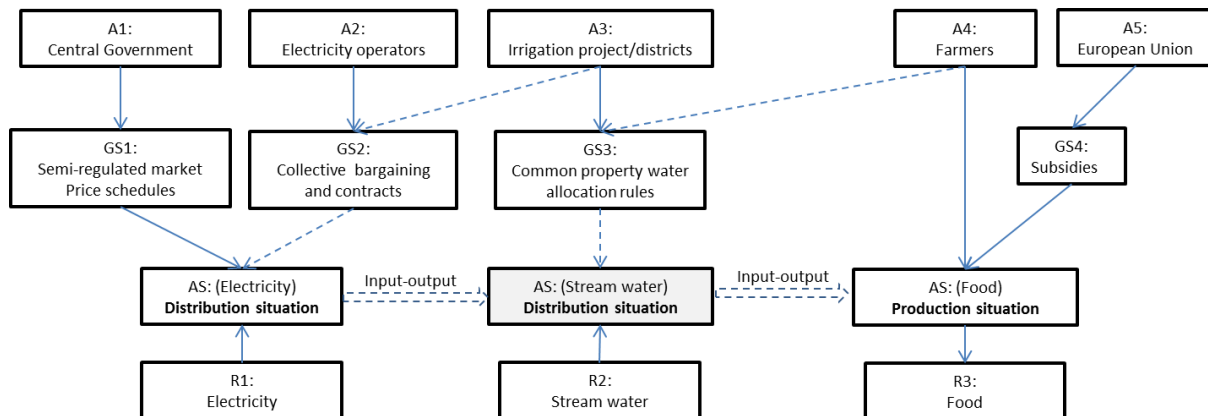 A1:
Central Government
A2:
Electricity operators
A3:
Irrigation project/districts
A4:
Farmers
A5:
European Union
GS1:
Semi-regulated market
Price schedules
GS2:
Collective bargaining
and contracts
GS3:
Common property water
allocation rules
GS4:
Subsidies
AS: (Electricity)
Distribution situation
Input-output
AS: (Stream water)
Distribution situation
Input-output
AS: (Food)
Production situation
R1:
Electricity
R2:
Stream water
R3:
Food